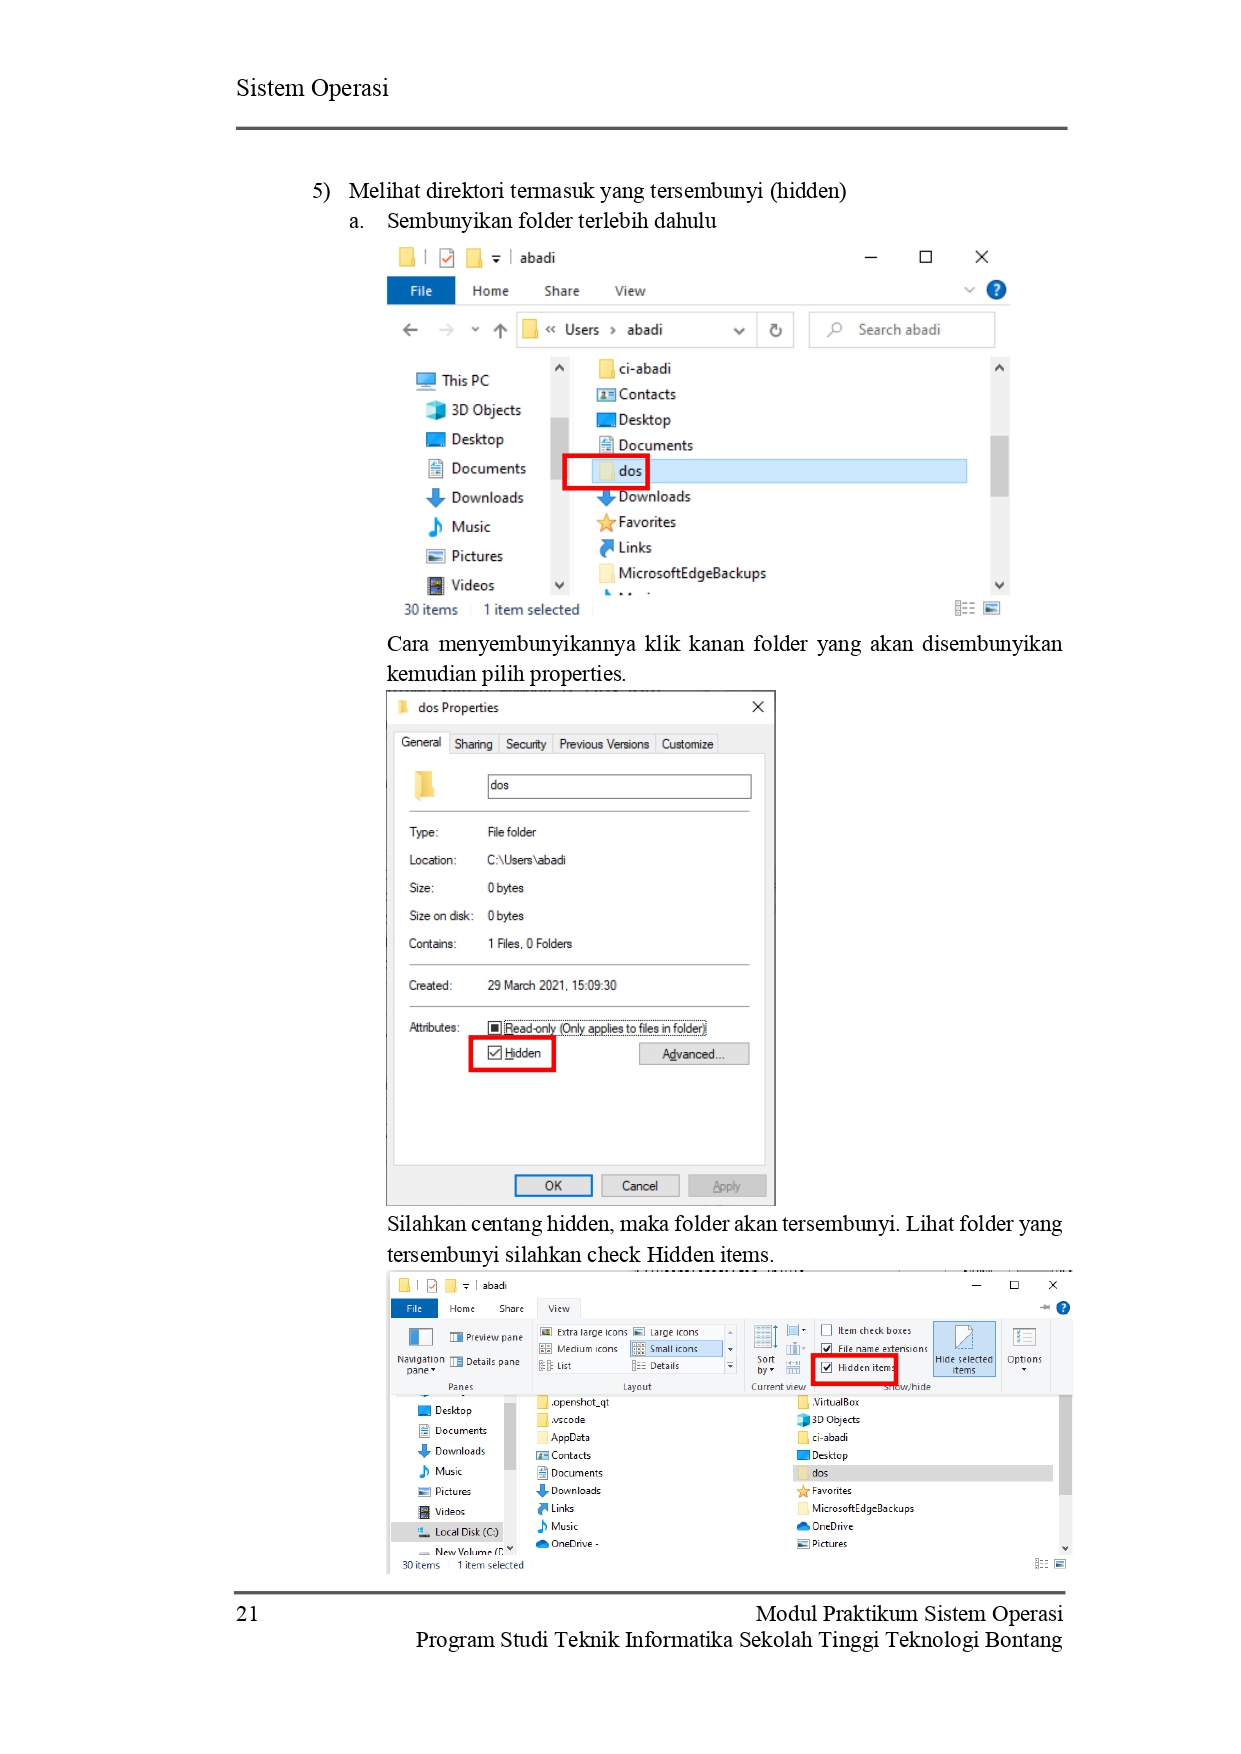 Sistem Operasi
5) Melihat direktori termasuk yang tersembunyi (hidden)
a. Sembunyikan folder terlebih dahulu
abadi
File Home Share View
« Users › abadi
Search abadi
This PC
3D Objects
Desktop
Documents
Downloads
Music
Pictures
Videos
ci-abadi
Contacts
Desktop
Documents
dos
Downloads
Favorites
Links
MicrosoftEdgeBackups
30 items 1 item selected
Cara menyembunyikannya klik kanan folder yang akan disembunyikan
kemudian pilih properties.
dos Properties
General Sharing Security Previous Versions Customize
dos
Type: File folder
Location: C:\Users\abadi
Size: 0 bytes
Size on disk: 0 bytes
Contains: 1 Files, 0 Folders
Created: 29 March 2021, 15:09:30
Attributes: Read-only (Only applies to files in folder)
Hidden Advanced...
OK Cancel Apply
Silahkan centang hidden, maka folder akan tersembunyi. Lihat folder yang
tersembunyi silahkan check Hidden items.
abadi
File Home Share View
Navigation
pane
Preview pane
Details pane
Panes
Extra large icons Large icons
Medium icons Small icons
List Details
Layout
Sort
by
Current view
Item check boxes
File name extensions
Hidden items
Show/hide
Hide selected
items
Options
Desktop
Documents
Downloads
Music
Pictures
Videos
Local Disk (C:)
New Volume (D
.openshot_qt
.vscode
AppData
Contacts
Documents
Downloads
Links
Music
OneDrive -
.VirtualBox
3D Objects
ci-abadi
Desktop
dos
Favorites
MicrosoftEdgeBackups
OneDrive
Pictures
30 items 1 item selected
21 Modul Praktikum Sistem Operasi
Program Studi Teknik Informatika Sekolah Tinggi Teknologi Bontang